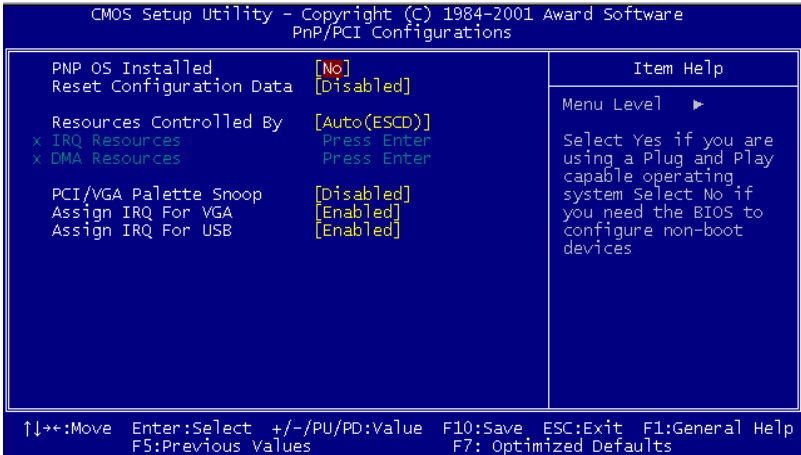 CMOS Setup Utility – Copyright (C) 1984-2001 Award Software
PnP/PCI Configurations
PNP OS Installed [No]
Reset Configuration Data [Disabled]
Resources Controlled By [Auto(ESCD)]
x IRQ Resources Press Enter
x DMA Resources Press Enter
PCI/VGA Palette Snoop [Disabled]
Assign IRQ For VGA [Enabled]
Assign IRQ For USB [Enabled]
Item Help
Menu Level ►
Select Yes if you are
using a Plug and Play
capable operating
system Select No if
you need the BIOS to
configure non-boot
devices
↑↓→←:Move Enter:Select +/-/PU/PD:Value F10:Save ESC:Exit F1:General Help
F5:Previous Values F7: Optimized Defaults